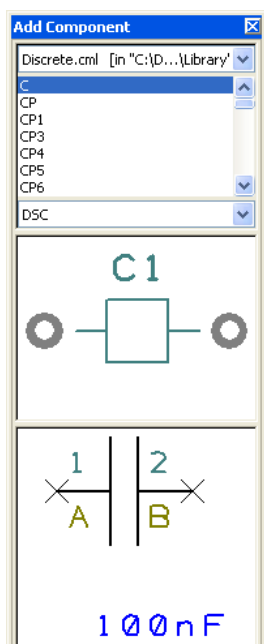 Add Component
Discrete.cml [in "C:\D...\Library'
C
CP
CP1
CP3
CP4
CP5
CP6
DSC
C1
1 2
A B
100nF